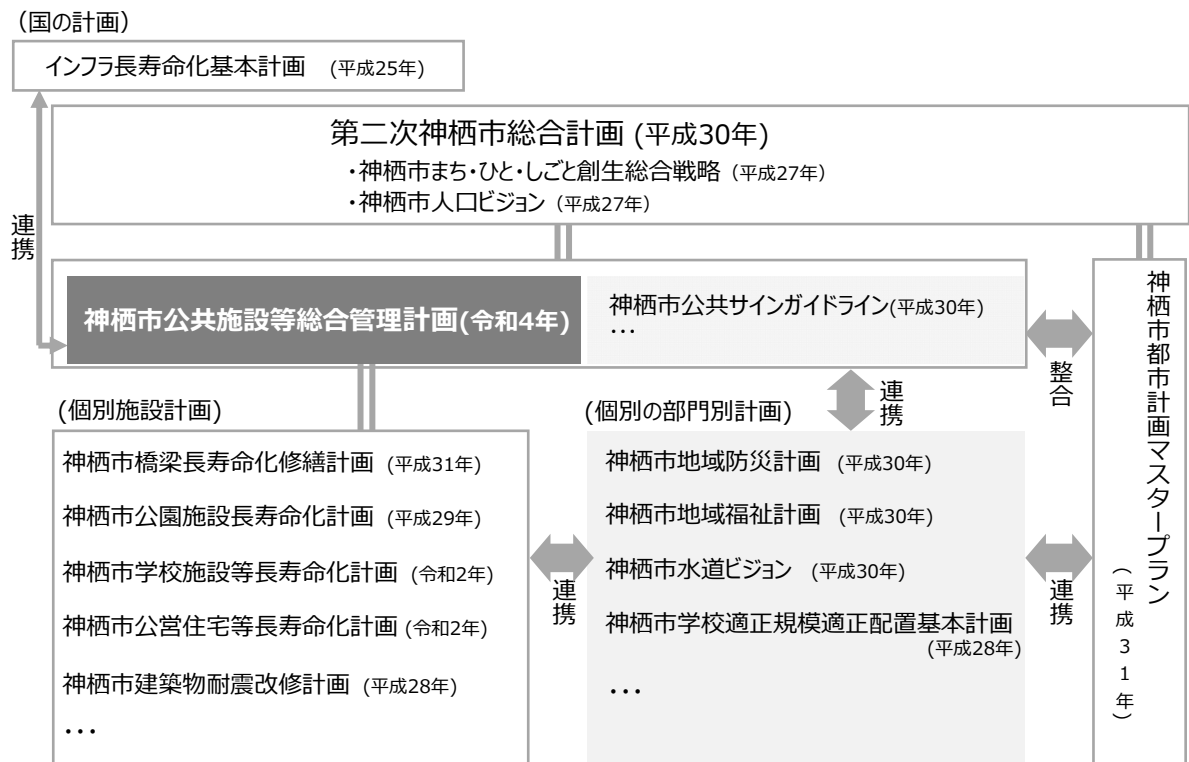 (国の計画)
インフラ長寿命化基本計画 (平成25年)
第二次神栖市総合計画 (平成30年)
・神栖市まち・ひと・しごと創生総合戦略 (平成27年)
・神栖市人口ビジョン (平成27年)
連携
神栖市公共施設等総合管理計画(令和4年)
神栖市公共サインガイドライン(平成30年)
・・・
整合
神栖市都市計画マスタープラン
(平成31年)
連携
(個別施設計画)
神栖市橋梁長寿命化修繕計画 (平成31年)
神栖市公園施設長寿命化計画 (平成29年)
神栖市学校施設等長寿命化計画 (令和2年)
神栖市公営住宅等長寿命化計画 (令和2年)
神栖市建築物耐震改修計画 (平成28年)
・・・
連携
(個別の部門別計画)
神栖市地域防災計画 (平成30年)
神栖市地域福祉計画 (平成30年)
神栖市水道ビジョン (平成30年)
神栖市学校適正規模適正配置基本計画
(平成28年)
・・・
連携